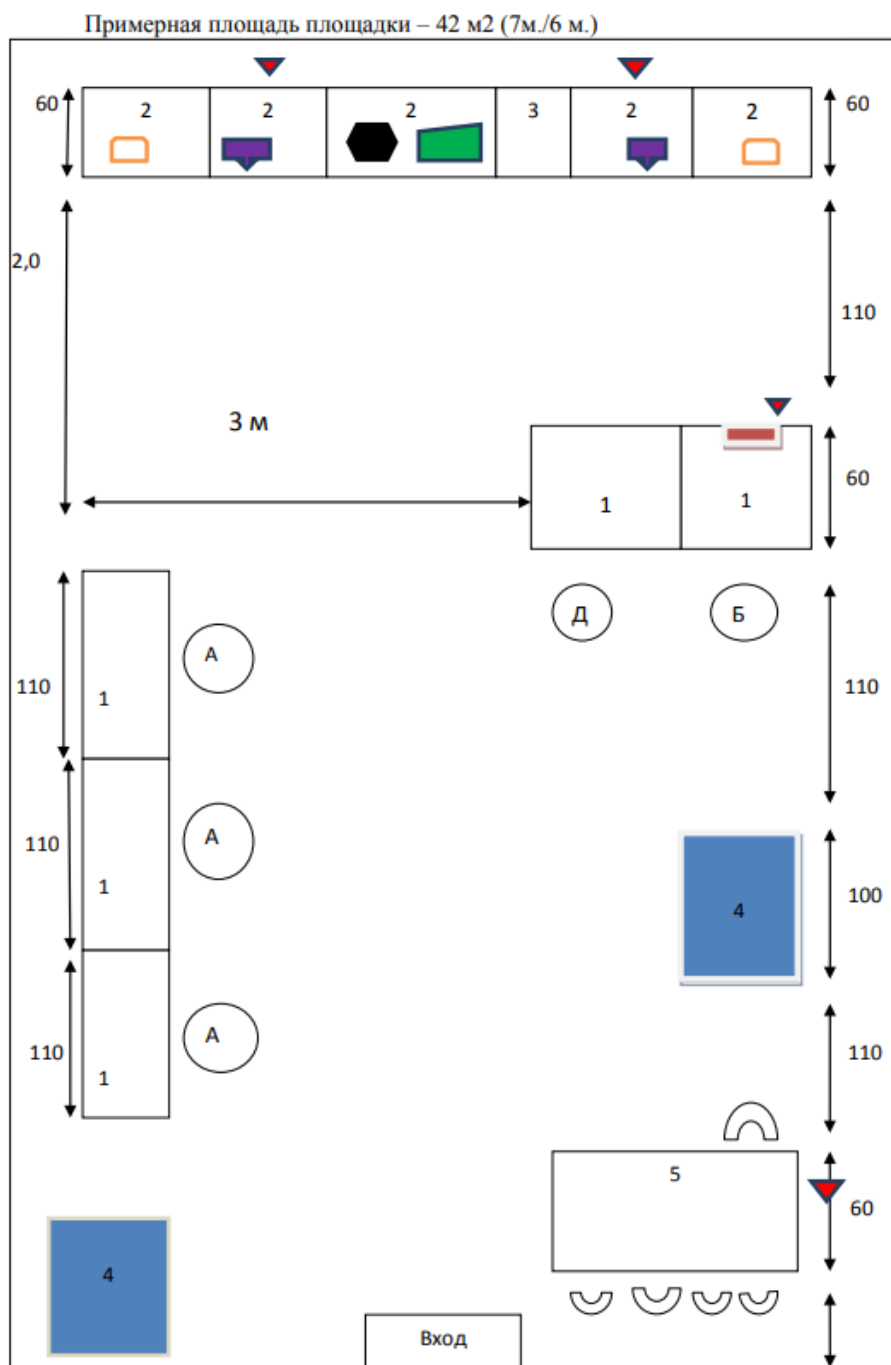 Примерная площадь площадки – 42 м2 (7м./6 м.)
60 2 2 2 3 2 2 60
2,0
110
3 м
60
1 1
Д Б
А
110 1 110
А
110 1
4 100
А
110 1 110
5
60
4
Вход